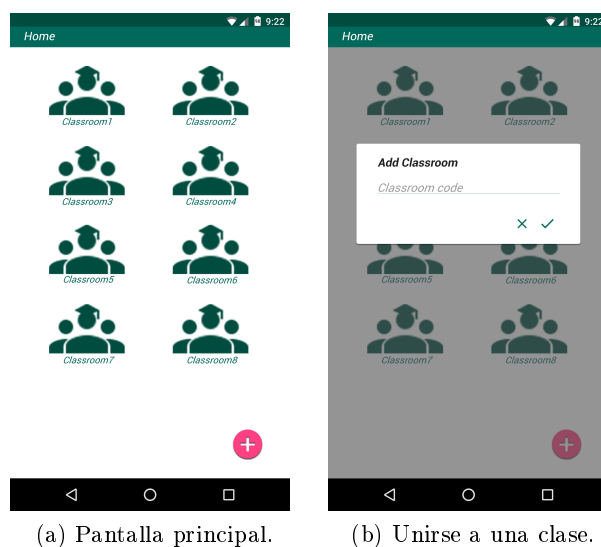 9:22
Home
Classroom1 Classroom2
Classroom3 Classroom4
Classroom5 Classroom6
Classroom7 Classroom8
(a) Pantalla principal.
9:22
Home
Classroom1 Classroom2
Add Classroom
Classroom code
Classroom5 Classroom6
Classroom7 Classroom8
(b) Unirse a una clase.